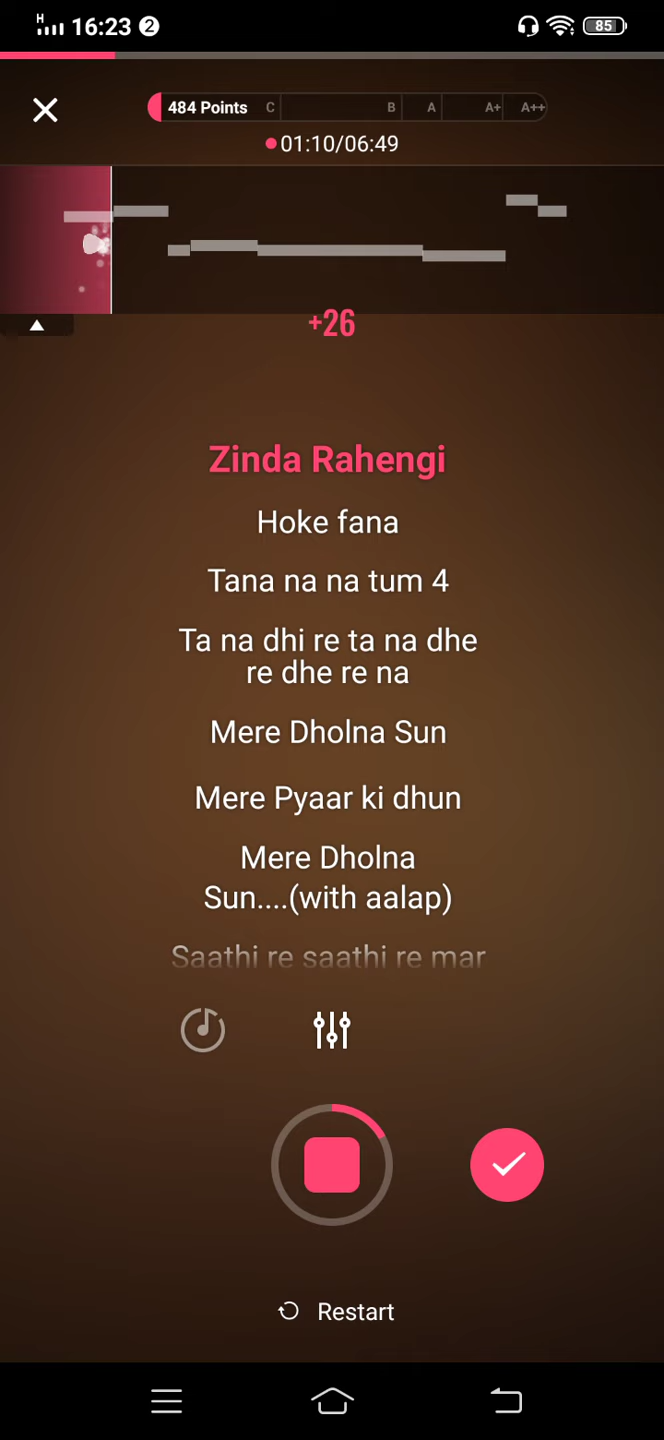 H 16:23 2 85
484 Points C B A A+ A++
01:10/06:49
+26
Zinda Rahengi
Hoke fana
Tana na na tum 4
Ta na dhi re ta na dhe
re dhe re na
Mere Dholna Sun
Mere Pyaar ki dhun
Mere Dholna
Sun....(with aalap)
Saathi re saathi re mar
Restart